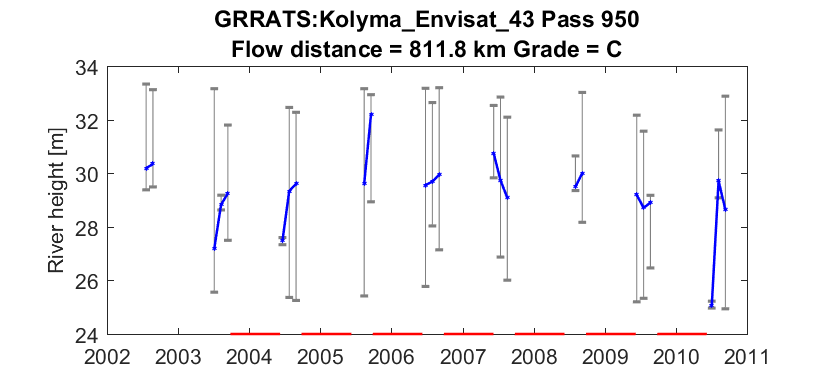 GRRATS:Kolyma_Envisat_43 Pass 950
Flow distance = 811.8 km Grade = C
River height [m]
34
32
30
28
26
24
2002 2003 2004 2005 2006 2007 2008 2009 2010 2011